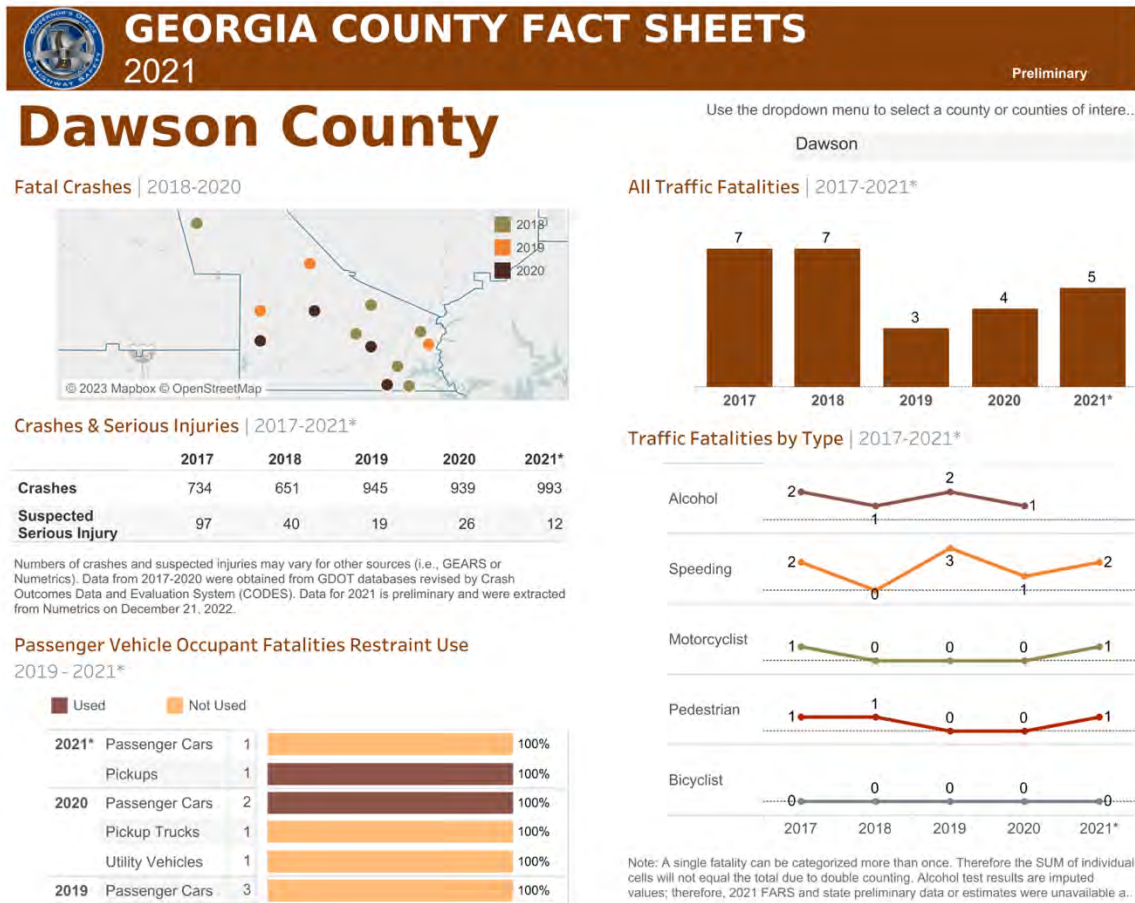 GOVERNOR'S OFFICE
OF HIGHWAY SAFETY
GEORGIA COUNTY FACT SHEETS
2021
Preliminary
Dawson County
Use the dropdown menu to select a county or counties of intere..
Dawson
Fatal Crashes | 2018-2020
2018
2019
2020
© 2023 Mapbox © OpenStreetMap
Crashes & Serious Injuries | 2017-2021*
2017 2018 2019 2020 2021*
Crashes 734 651 945 939 993
Suspected
Serious Injury 97 40 19 26 12
Numbers of crashes and suspected injuries may vary for other sources (i.e., GEARS or
Numetrics). Data from 2017-2020 were obtained from GDOT databases revised by Crash
Outcomes Data and Evaluation System (CODES). Data for 2021 is preliminary and were extracted
from Numetrics on December 21, 2022.
Passenger Vehicle Occupant Fatalities Restraint Use
2019 - 2021*
Used Not Used
2021* Passenger Cars 1 100%
Pickups 1 100%
2020 Passenger Cars 2 100%
Pickup Trucks 1 100%
Utility Vehicles 1 100%
2019 Passenger Cars 3 100%
All Traffic Fatalities | 2017-2021*
7 7 3 4 5
2017 2018 2019 2020 2021*
Traffic Fatalities by Type | 2017-2021*
Alcohol 2 1 2 1
Speeding 2 0 3 1 2
Motorcyclist 1 0 0 0 1
Pedestrian 1 1 0 0 1
Bicyclist 0 0 0 0 0
2017 2018 2019 2020 2021*
Note: A single fatality can be categorized more than once. Therefore the SUM of individual
cells will not equal the total due to double counting. Alcohol test results are imputed
values; therefore, 2021 FARS and state preliminary data or estimates were unavailable a..